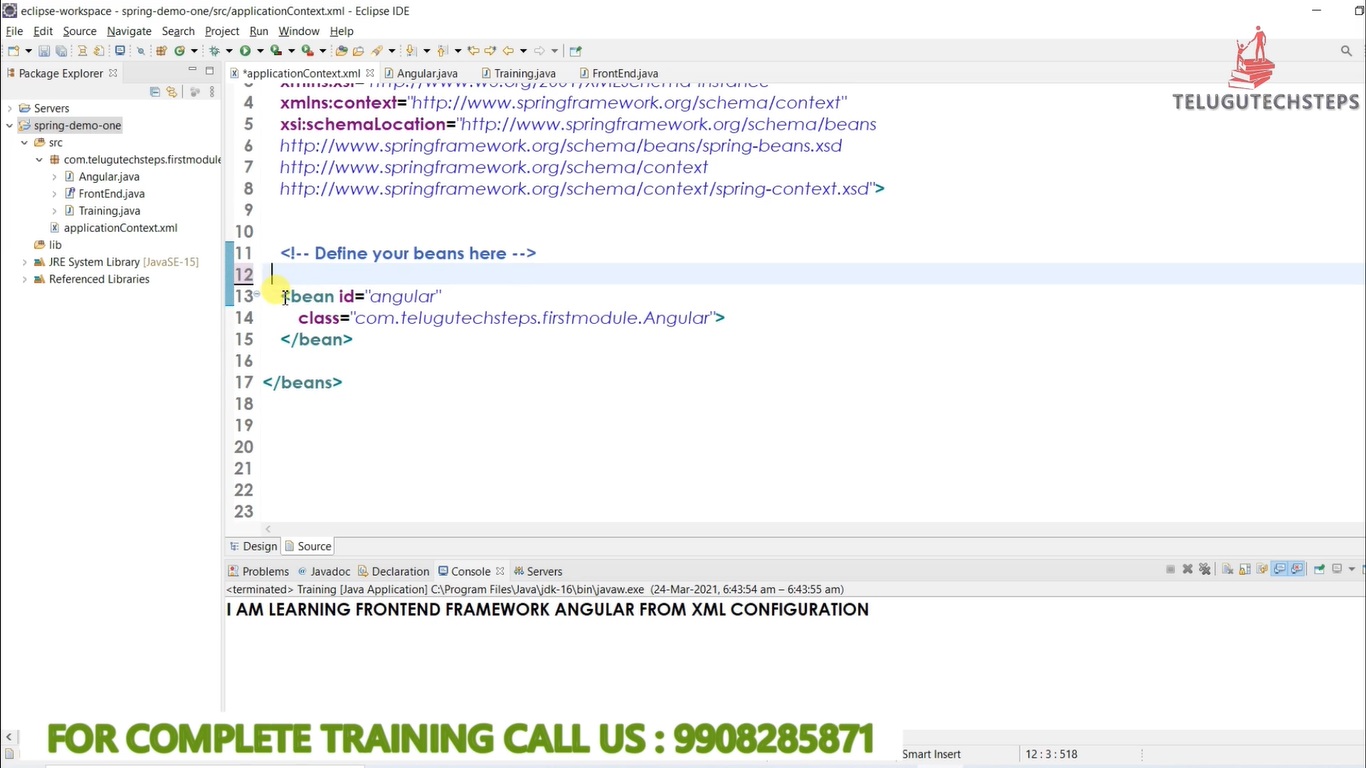 eclipse-workspace - spring-demo-one/src/applicationContext.xml - Eclipse IDE
File Edit Source Navigate Search Project Run Window Help
TELUGUTECHSTEPS
Package Explorer
*applicationContext.xml Angular.java Training.java FrontEnd.java
Servers
spring-demo-one
src
com.telugutechsteps.firstmodule
Angular.java
FrontEnd.java
Training.java
applicationContext.xml
lib
JRE System Library [JavaSE-15]
Referenced Libraries
3 xmlns:xsi="http://www.w3.org/2001/XMLSchema-instance"
4 xmlns:context="http://www.springframework.org/schema/context"
5 xsi:schemaLocation="http://www.springframework.org/schema/beans
6 http://www.springframework.org/schema/beans/spring-beans.xsd
7 http://www.springframework.org/schema/context
8 http://www.springframework.org/schema/context/spring-context.xsd">
9
10
11 <!-- Define your beans here -->
12
13 <bean id="angular"
14 class="com.telugutechsteps.firstmodule.Angular">
15 </bean>
16
17 </beans>
18
19
20
21
22
23
Design Source
Problems Javadoc Declaration Console Servers
<terminated> Training [Java Application] C:\Program Files\Java\jdk-16\bin\javaw.exe (24-Mar-2021, 6:43:54 am – 6:43:55 am)
I AM LEARNING FRONTEND FRAMEWORK ANGULAR FROM XML CONFIGURATION
FOR COMPLETE TRAINING CALL US : 9908285871
Smart Insert 12 : 3 : 518